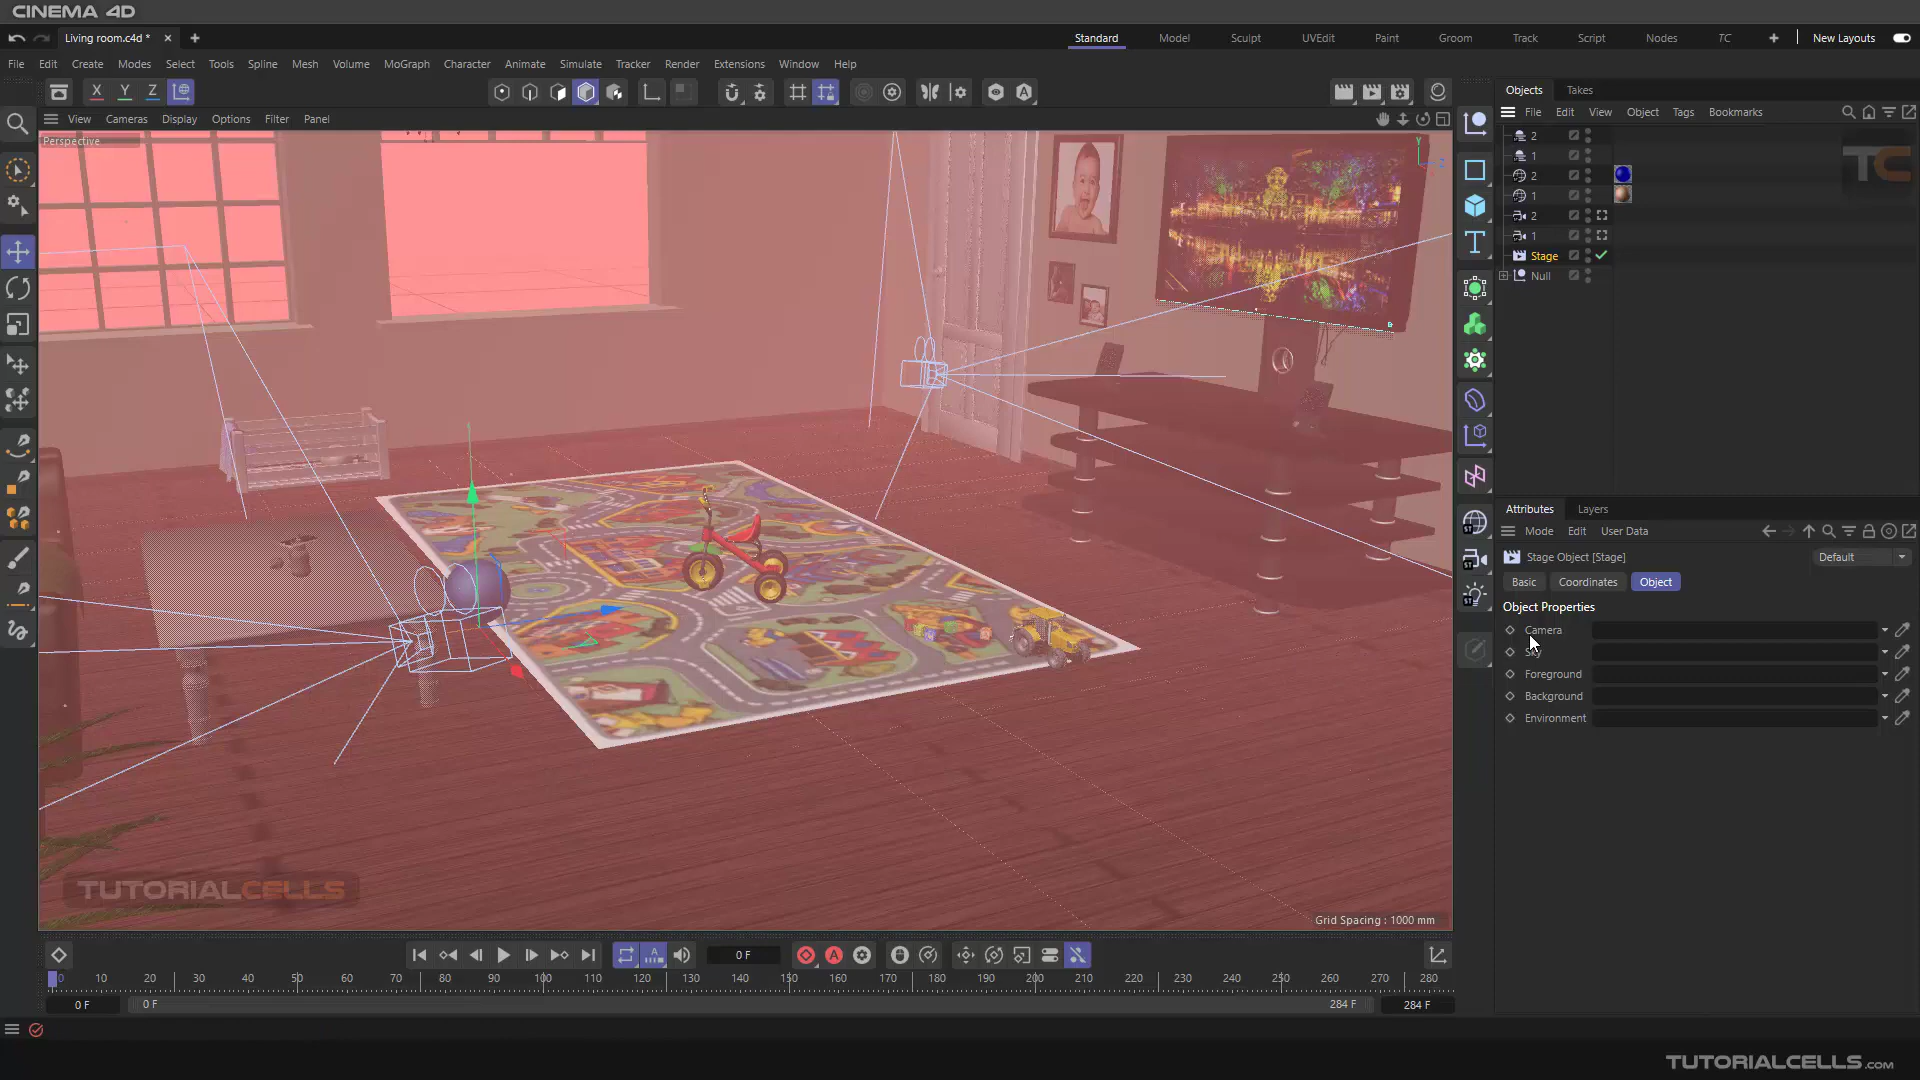 CINEMA 4D
Living room.c4d *
Standard
Model
Sculpt
UVEdit
Paint
Groom
Track
Script
Nodes
TC
New Layouts
File Edit Create Modes Select Tools Spline Mesh Volume MoGraph Character Animate Simulate Tracker Render Extensions Window Help
X Y Z
Objects Takes
View Cameras Display Options Filter Panel
File Edit View Object Tags Bookmarks
Perspective
Y
2
1
2
1
2
1
Stage
Null
TC
Attributes Layers
Mode Edit User Data
Stage Object [Stage]
Default
Basic Coordinates Object
Object Properties
Camera
Sky
Foreground
Background
Environment
TUTORIALCELLS
Grid Spacing : 1000 mm
0 F
0 10 20 30 40 50 60 70 80 90 100 110 120 130 140 150 160 170 180 190 200 210 220 230 240 250 260 270 280
0 F
0 F
284 F
284 F
TUTORIALCELLS.com